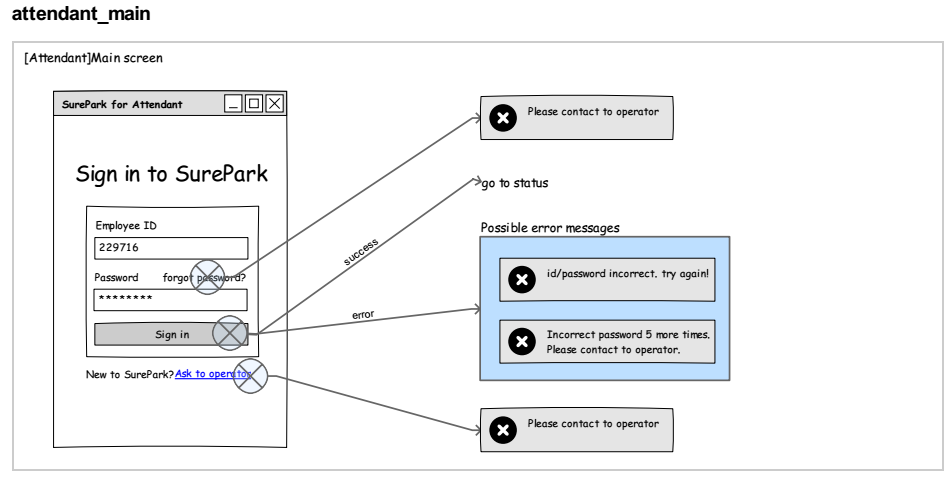 attendant_main
[Attendant]Main screen
SurePark for Attendant
Sign in to SurePark
Employee ID
229716
Password forgot password?
********
Sign in
New to SurePark?Ask to operator
success
error
Please contact to operator
go to status
Possible error messages
id/password incorrect. try again!
Incorrect password 5 more times.
Please contact to operator.
Please contact to operator